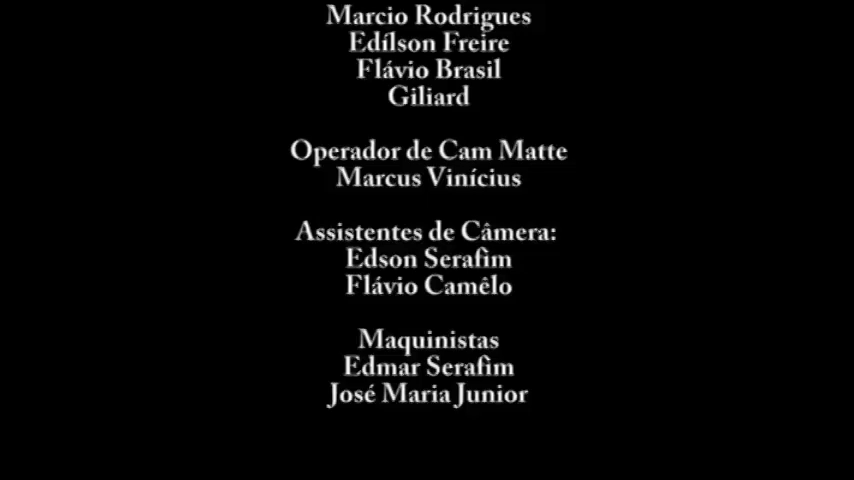 Marcio Rodrigues
Edílson Freire
Flávio Brasil
Giliard
Operador de Cam Matte
Marcus Vinícius
Assistentes de Câmera:
Edson Serafim
Flávio Camêlo
Maquinistas
Edmar Serafim
José Maria Junior